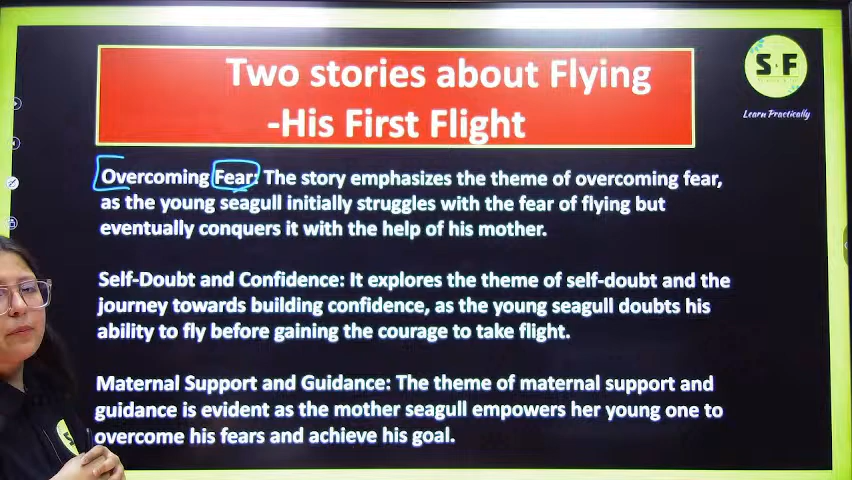 Two stories about Flying
-His First Flight
S F
Learn Practically
Overcoming Fear: The story emphasizes the theme of overcoming fear,
as the young seagull initially struggles with the fear of flying but
eventually conquers it with the help of his mother.
Self-Doubt and Confidence: It explores the theme of self-doubt and the
journey towards building confidence, as the young seagull doubts his
ability to fly before gaining the courage to take flight.
Maternal Support and Guidance: The theme of maternal support and
guidance is evident as the mother seagull empowers her young one to
overcome his fears and achieve his goal.